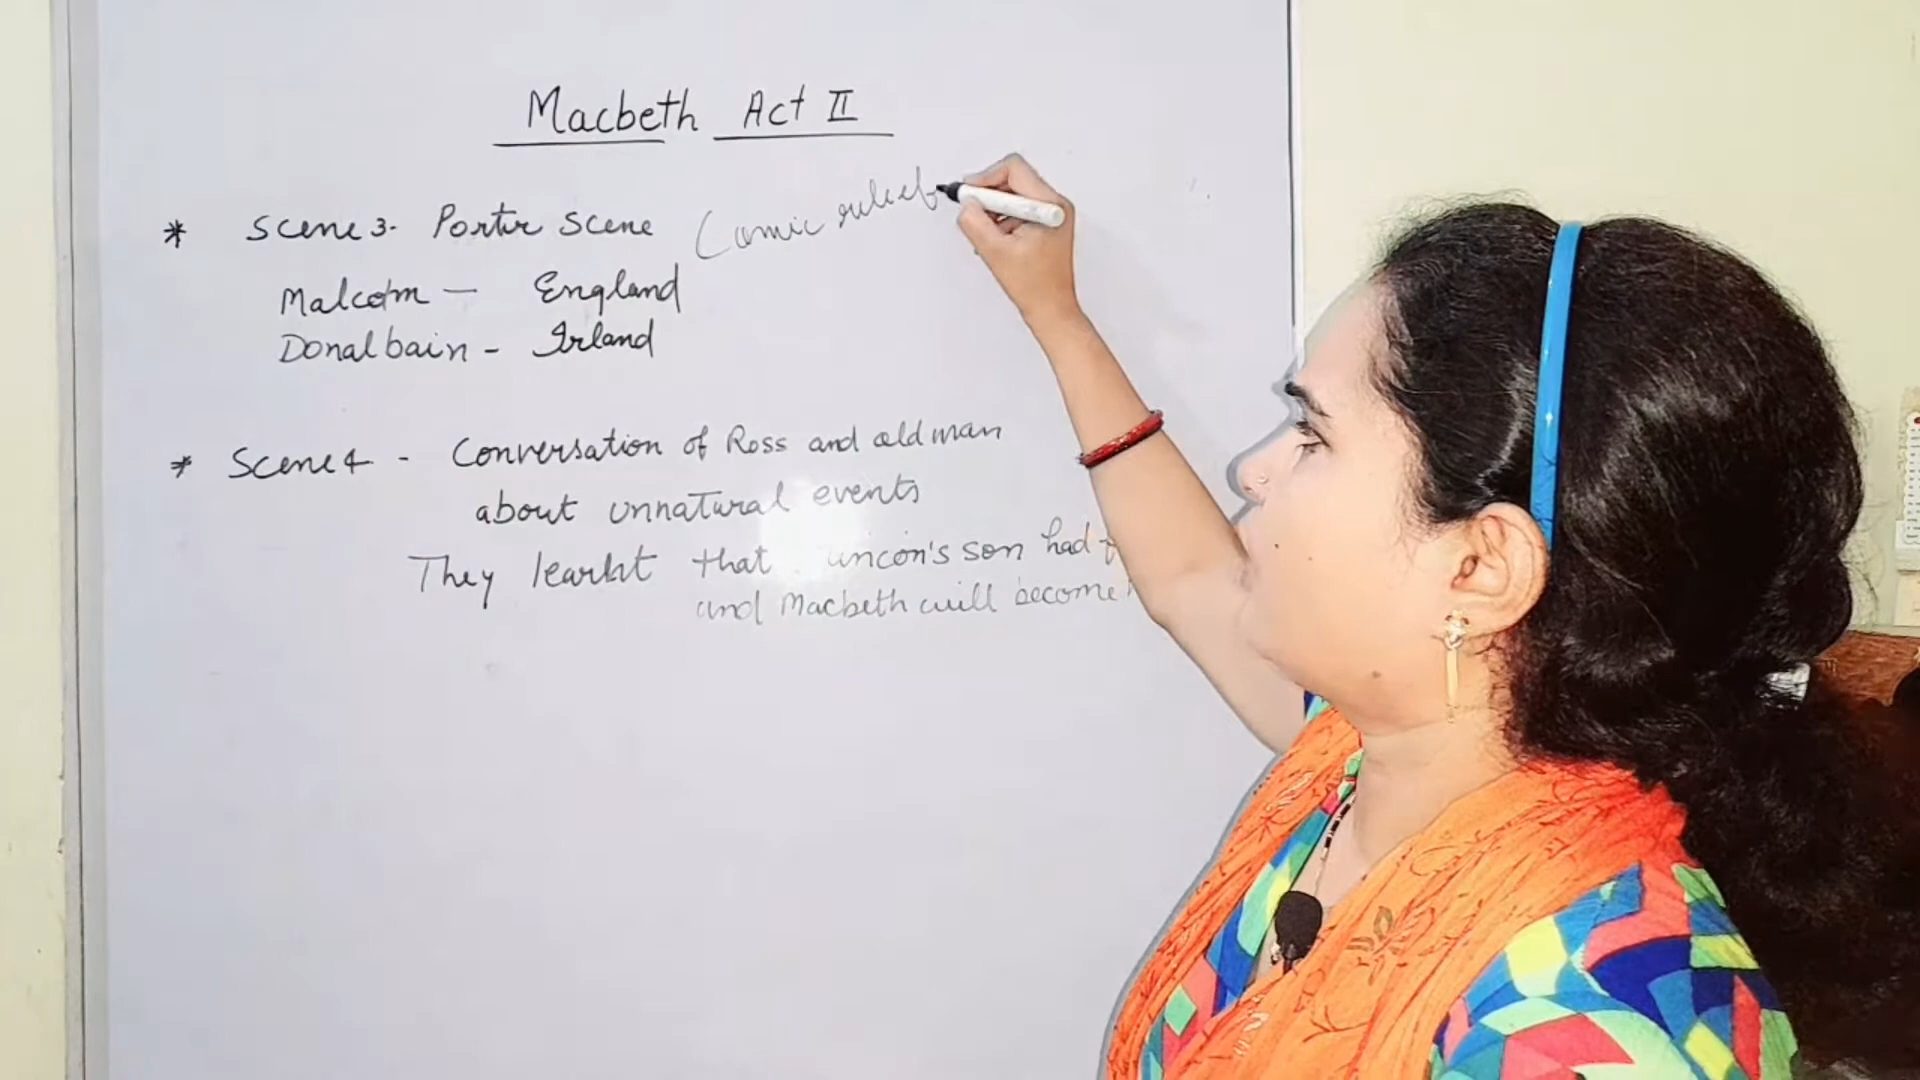 Macbeth Act II
* Scene 3 - Porter Scene (comic relief
Malcolm - England
Donalbain - Irland
* Scene 4 - Conversation of Ross and old man
about unnatural events
They learnt that uncan's son had f
and Macbeth will become